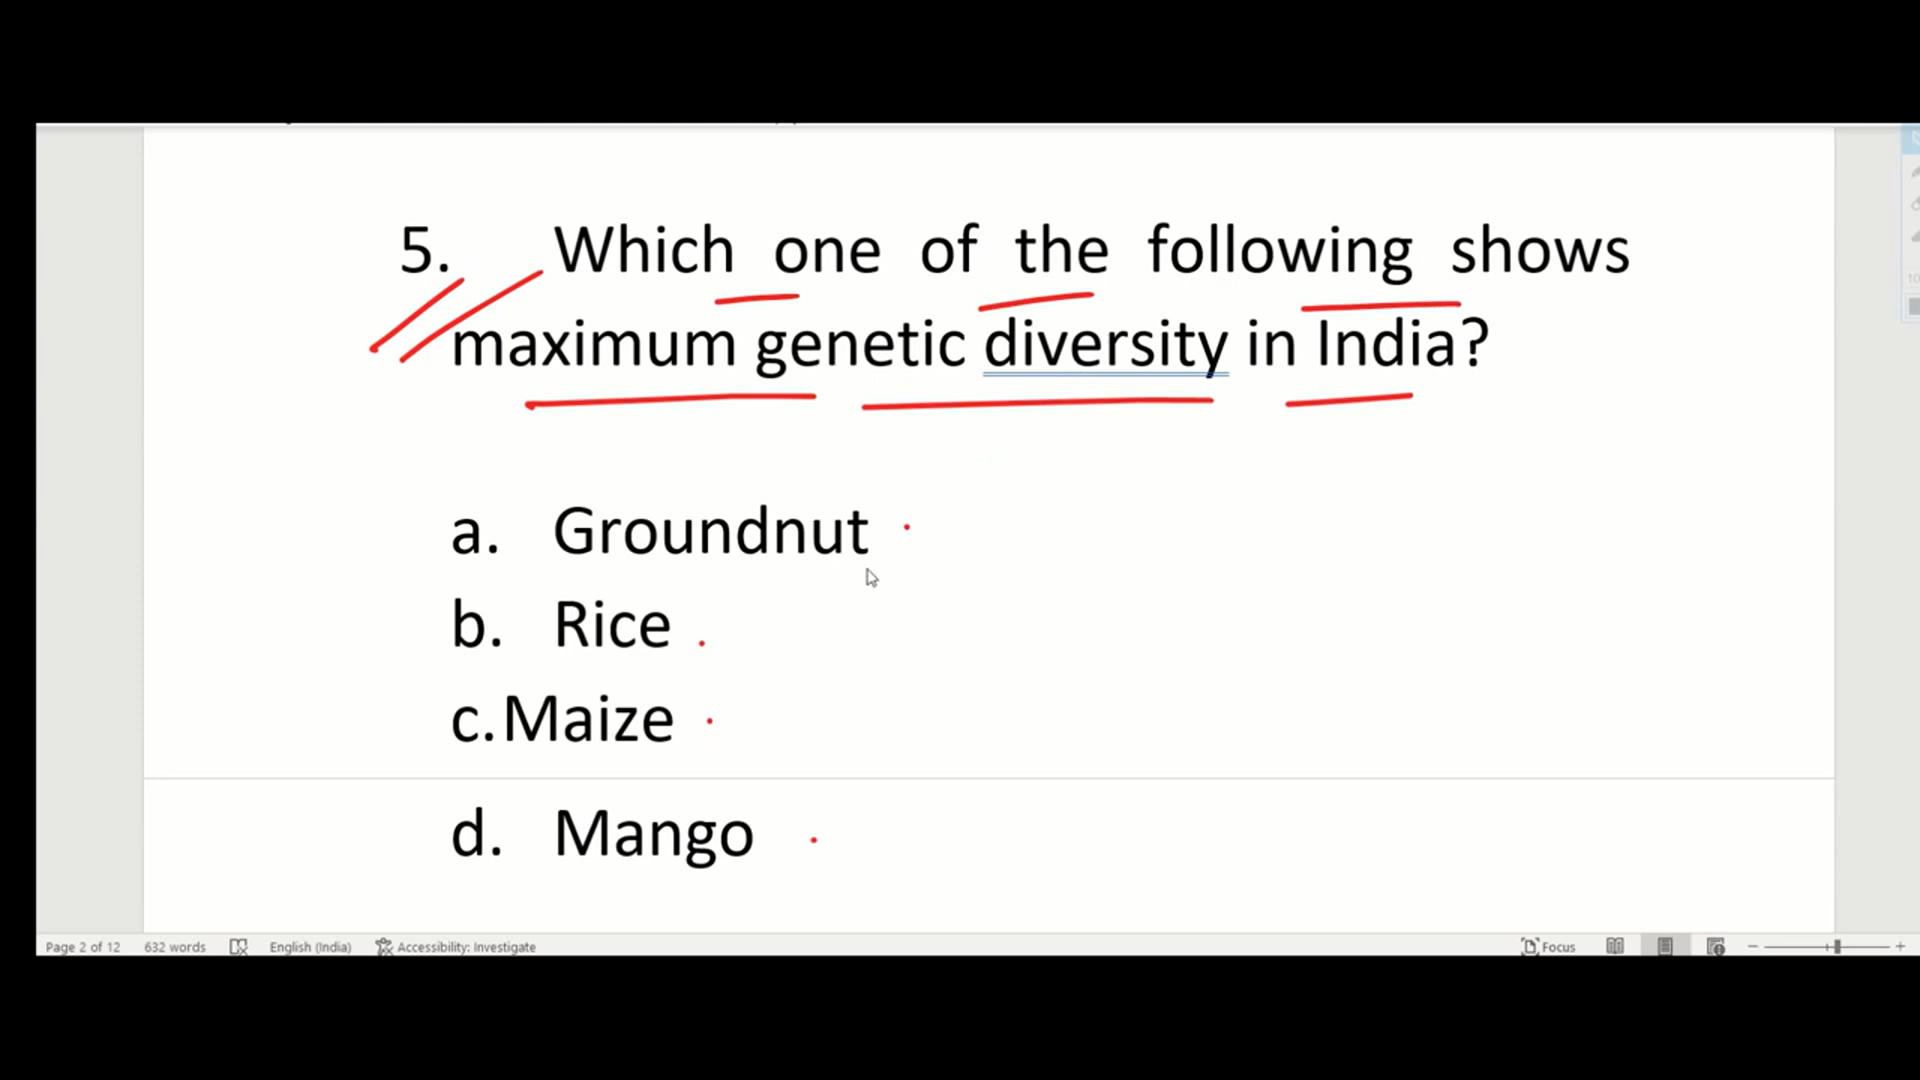 5. Which one of the following shows
maximum genetic diversity in India?
a. Groundnut
b. Rice
c. Maize
d. Mango
Page 2 of 12 632 words English (India) Accessibility: Investigate Focus